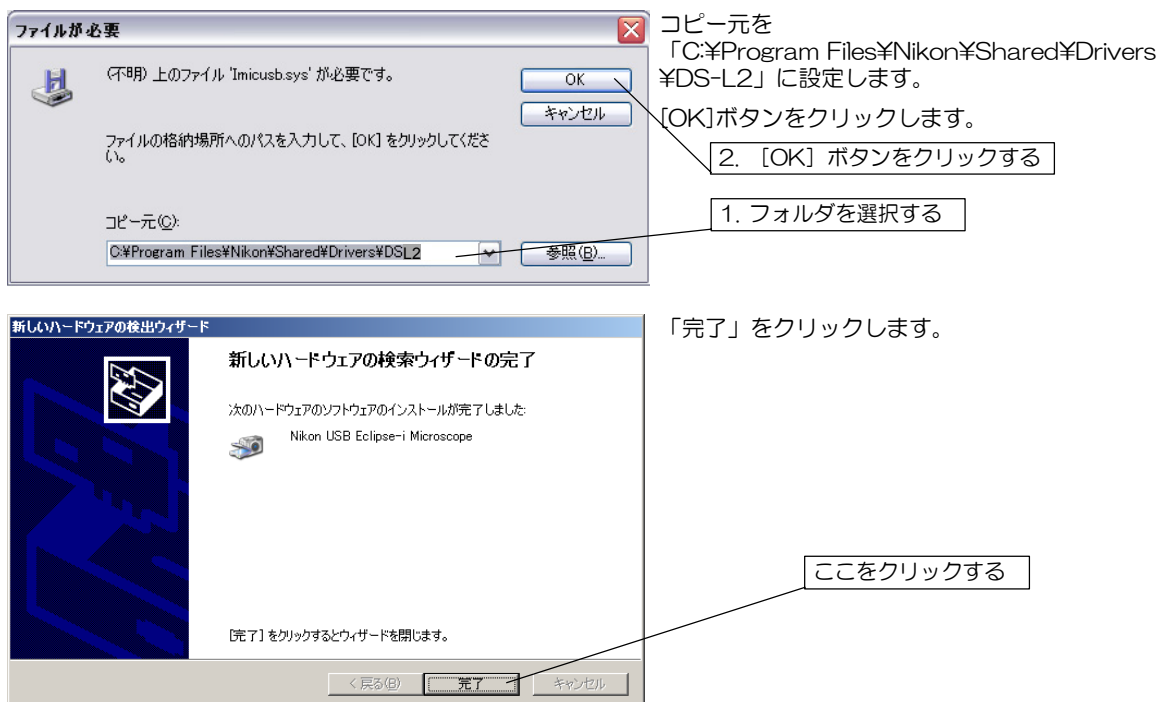 ファイルが必要
(不明) 上のファイル 'Imicusb.sys' が必要です。
OK
キャンセル
ファイルの格納場所へのパスを入力して、[OK] をクリックしてくださ
い。
コピー元(C):
C:¥Program Files¥Nikon¥Shared¥Drivers¥DSL2
参照(B)...
コピー元を
「C:¥Program Files¥Nikon¥Shared¥Drivers
¥DS-L2」に設定します。
[OK]ボタンをクリックします。
2. [OK] ボタンをクリックする
1. フォルダを選択する
新しいハードウェアの検出ウィザード
新しいハードウェアの検索ウィザードの完了
次のハードウェアのソフトウェアのインストールが完了しました:
Nikon USB Eclipse-i Microscope
[完了] をクリックするとウィザードを閉じます。
< 戻る(B)
完了
キャンセル
「完了」をクリックします。
ここをクリックする